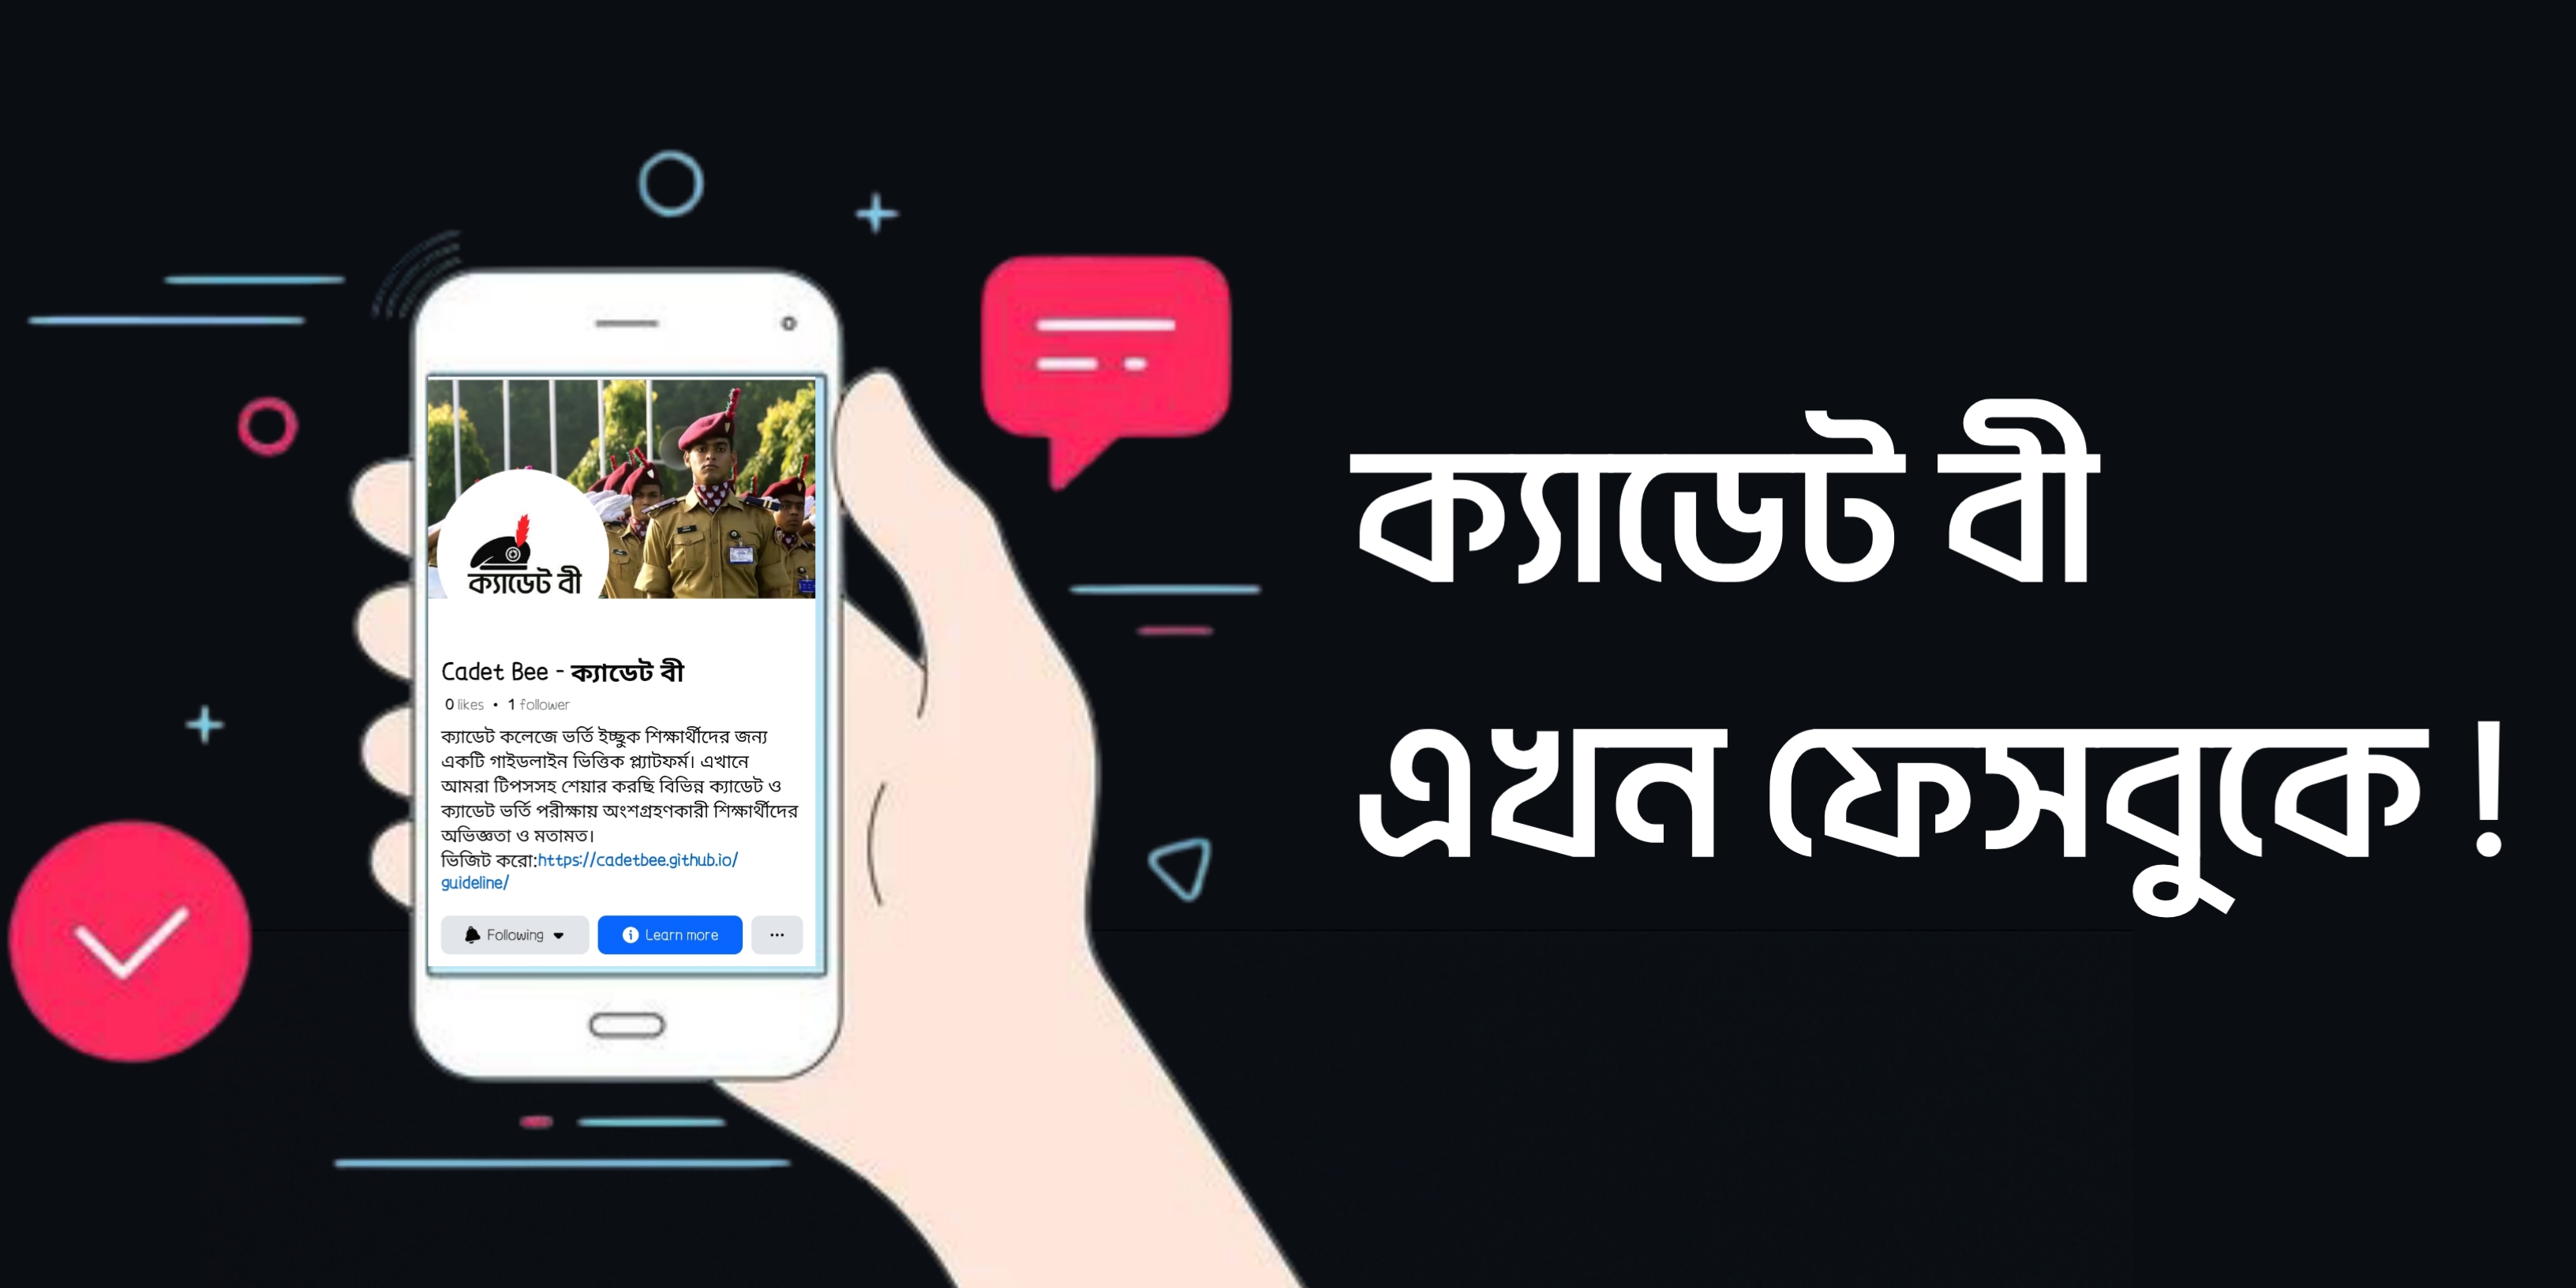 ক্যাডেট বী
এখন ফেসবুকে !
ক্যাডেট বী
Cadet Bee - ক্যাডেট বী
0 likes • 1 follower
ক্যাডেট কলেজে ভর্তি ইচ্ছুক শিক্ষার্থীদের জন্য
একটি গাইডলাইন ভিত্তিক প্ল্যাটফর্ম। এখানে
আমরা টিপসসহ শেয়ার করছি বিভিন্ন ক্যাডেট ও
ক্যাডেট ভর্তি পরীক্ষায় অংশগ্রহণকারী শিক্ষার্থীদের
অভিজ্ঞতা ও মতামত।
ভিজিট করো:https://cadetbee.github.io/
guideline/
Following
Learn more